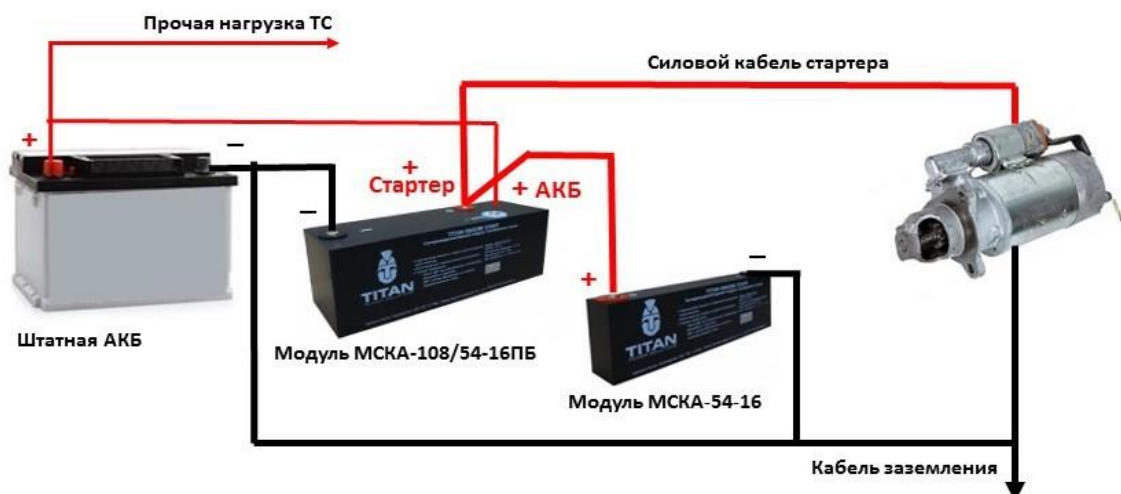 Прочая нагрузка ТС
Силовой кабель стартера
+
–
+
Стартер
+ АКБ
–
–
TITAN
Штатная АКБ
Модуль МСКА-108/54-16ПБ
+
–
TITAN
Модуль МСКА-54-16
Кабель заземления